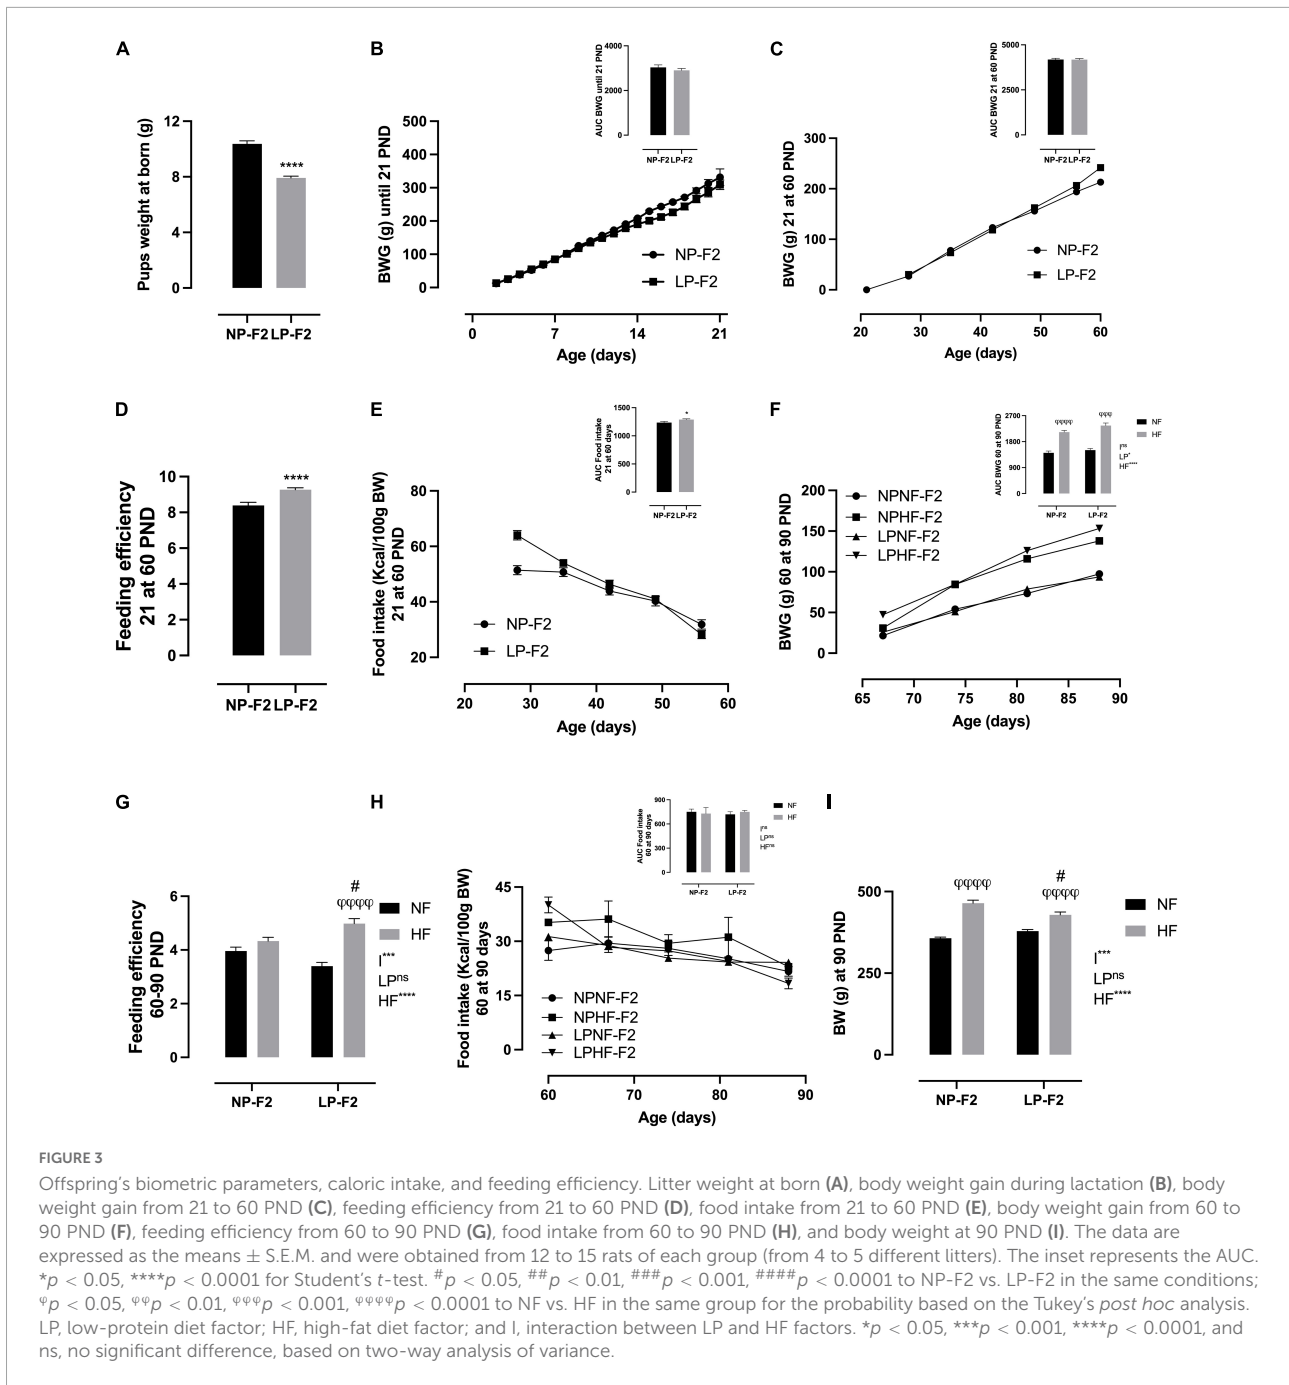 A
Pups weight at born (g)
12
8
4
0
****
NP-F2 LP-F2
B
AUC BWG until 21 PND
4000
2000
0
NP-F2 LP-F2
BWG (g) until 21 PND
500
400
300
200
100
0
NP-F2
LP-F2
0 7 14 21
Age (days)
C
AUC BWG 21 at 60 PND
5000
2500
0
NP-F2 LP-F2
BWG (g) 21 at 60 PND
300
200
100
0
NP-F2
LP-F2
20 30 40 50 60
Age (days)
D
Feeding efficiency
21 at 60 PND
10
8
6
4
2
0
****
NP-F2 LP-F2
E
AUC Food intake
21 at 60 days
1500
1000
500
0
*
NP-F2 LP-F2
Food intake (Kcal/100g BW)
21 at 60 PND
80
60
40
20
NP-F2
LP-F2
20 30 40 50 60
Age (days)
F
AUC BWG 60 at 90 PND
2700
1800
900
0
φφφφ
φφφ
NF
HF
Ins
LP*
HF****
NP-F2 LP-F2
BWG (g) 60 at 90 PND
200
150
100
50
0
NPNF-F2
NPHF-F2
LPNF-F2
LPHF-F2
65 70 75 80 85 90
Age (days)
G
Feeding efficiency
60-90 PND
6
4
2
0
#
φφφφ
NF
HF
I***
LPns
HF****
NP-F2 LP-F2
H
AUC Food intake
60 at 90 days
900
600
300
0
NF
HF
Ins
LPns
HFns
NP-F2 LP-F2
Food intake (Kcal/100g BW)
60 at 90 days
45
30
15
0
NPNF-F2
NPHF-F2
LPNF-F2
LPHF-F2
60 70 80 90
Age (days)
I
BW (g) at 90 PND
500
250
0
φφφφ
#
φφφφ
NF
HF
I***
LPns
HF****
NP-F2 LP-F2
FIGURE 3
Offspring's biometric parameters, caloric intake, and feeding efficiency. Litter weight at born (A), body weight gain during lactation (B), body
weight gain from 21 to 60 PND (C), feeding efficiency from 21 to 60 PND (D), food intake from 21 to 60 PND (E), body weight gain from 60 to
90 PND (F), feeding efficiency from 60 to 90 PND (G), food intake from 60 to 90 PND (H), and body weight at 90 PND (I). The data are
expressed as the means ± S.E.M. and were obtained from 12 to 15 rats of each group (from 4 to 5 different litters). The inset represents the AUC.
*p < 0.05, ****p < 0.0001 for Student's t-test. #p < 0.05, ##p < 0.01, ###p < 0.001, ####p < 0.0001 to NP-F2 vs. LP-F2 in the same conditions;
φp < 0.05, φφp < 0.01, φφφp < 0.001, φφφφp < 0.0001 to NF vs. HF in the same group for the probability based on the Tukey's post hoc analysis.
LP, low-protein diet factor; HF, high-fat diet factor; and I, interaction between LP and HF factors. *p < 0.05, ***p < 0.001, ****p < 0.0001, and
ns, no significant difference, based on two-way analysis of variance.